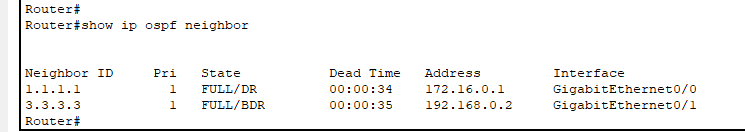 Router#
Router#show ip ospf neighbor
Neighbor ID     Pri   State           Dead Time   Address         Interface
1.1.1.1           1   FULL/DR         00:00:34    172.16.0.1      GigabitEthernet0/0
3.3.3.3           1   FULL/BDR        00:00:35    192.168.0.2     GigabitEthernet0/1
Router#